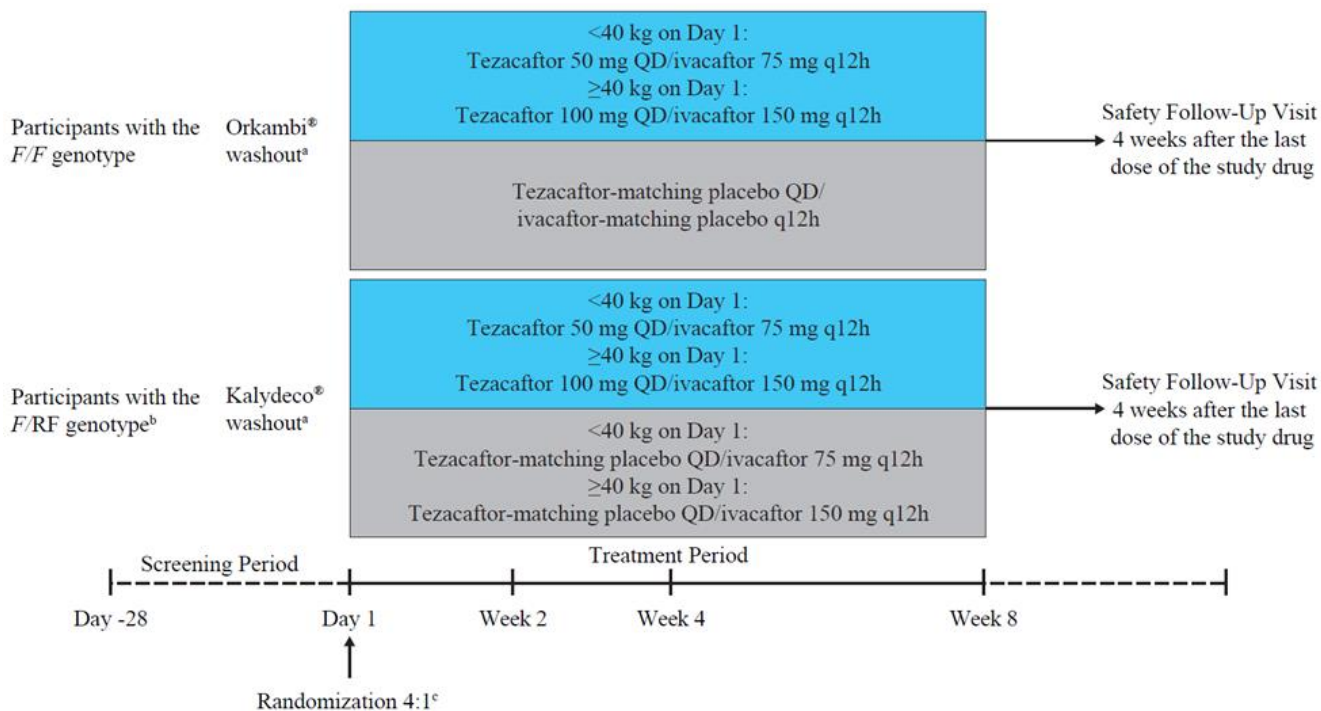 <40 kg on Day 1:
Tezacaftor 50 mg QD/ivacaftor 75 mg q12h
≥40 kg on Day 1:
Tezacaftor 100 mg QD/ivacaftor 150 mg q12h
Participants with the
F/F genotype
Orkambi®
washoutᵃ
Tezacaftor-matching placebo QD/
ivacaftor-matching placebo q12h
Safety Follow-Up Visit
4 weeks after the last
dose of the study drug
<40 kg on Day 1:
Tezacaftor 50 mg QD/ivacaftor 75 mg q12h
≥40 kg on Day 1:
Tezacaftor 100 mg QD/ivacaftor 150 mg q12h
Participants with the
F/RF genotypeᵇ
Kalydeco®
washoutᵃ
<40 kg on Day 1:
Tezacaftor-matching placebo QD/ivacaftor 75 mg q12h
≥40 kg on Day 1:
Tezacaftor-matching placebo QD/ivacaftor 150 mg q12h
Safety Follow-Up Visit
4 weeks after the last
dose of the study drug
Screening Period
Treatment Period
Day -28
Day 1
Week 2
Week 4
Week 8
Randomization 4:1ᶜ